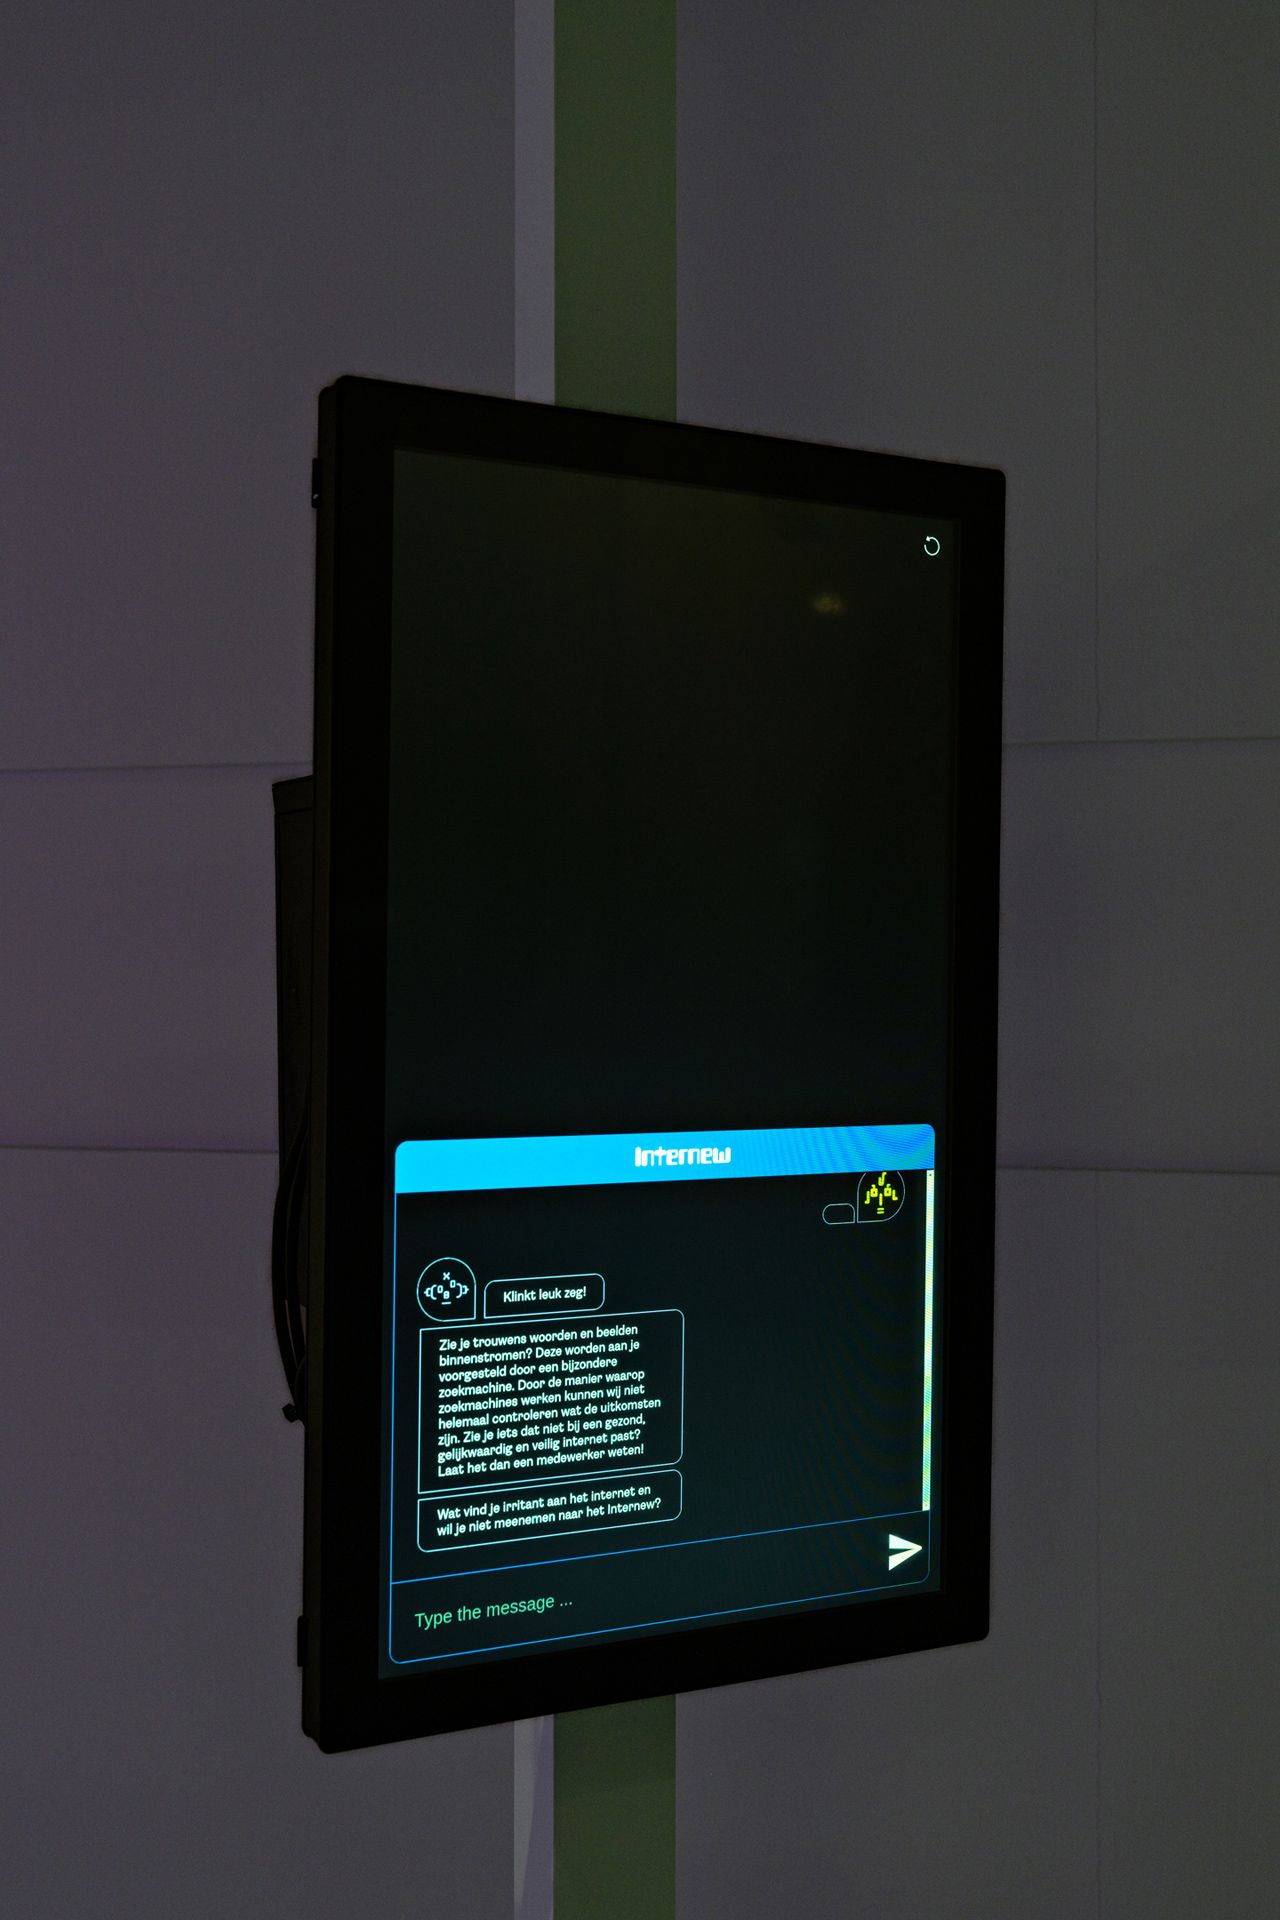 Internew
Klinkt leuk zeg!
Zie je trouwens woorden en beelden
binnenstromen? Deze worden aan je
voorgesteld door een bijzondere
zoekmachine. Door de manier waarop
zoekmachines werken kunnen wij niet
helemaal controleren wat de uitkomsten
zijn. Zie je iets dat niet bij een gezond,
gelijkwaardig en veilig internet past?
Laat het dan een medewerker weten!
Wat vind je irritant aan het internet en
wil je niet meenemen naar het Internew?
Type the message ...